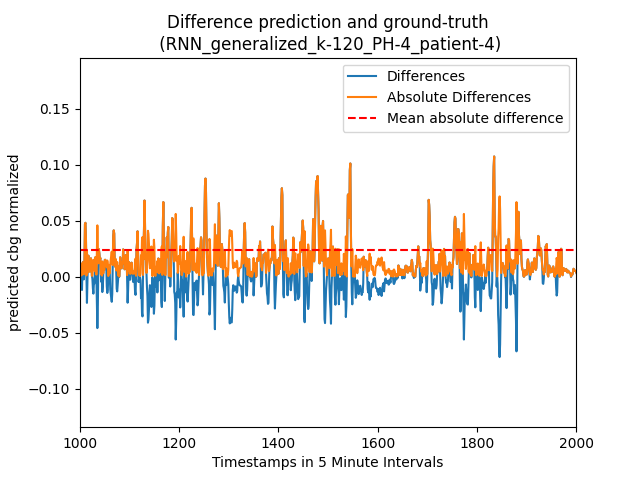 Difference prediction and ground-truth
(RNN_generalized_k-120_PH-4_patient-4)
Differences
Absolute Differences
Mean absolute difference
predicted cbg normalized
0.15
0.10
0.05
0.00
−0.05
−0.10
1000
1200
1400
1600
1800
2000
Timestamps in 5 Minute Intervals